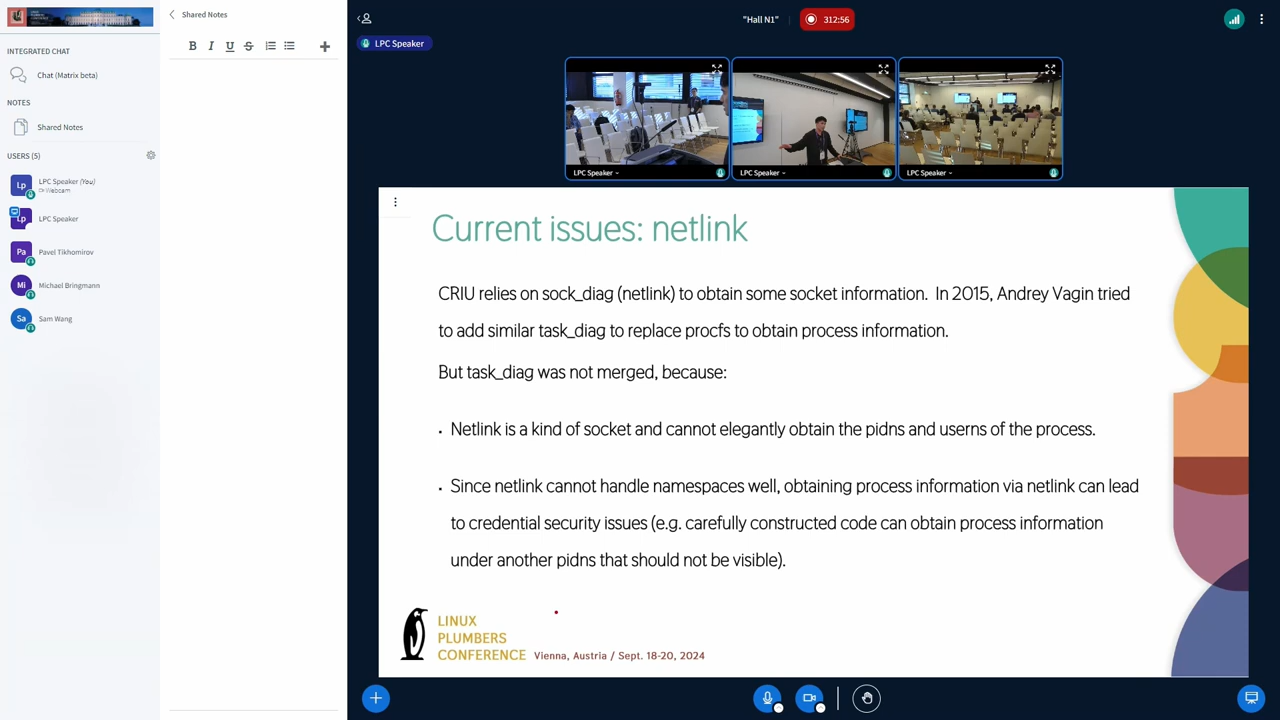 INTEGRATED CHAT
Chat (Matrix beta)
NOTES
Shared Notes
USERS (5)
Lp
LPC Speaker (You)
Webcam
Lp
LPC Speaker
Pa
Pavel Tikhomirov
Mi
Michael Bringmann
Sa
Sam Wang
Shared Notes
B I U S
"Hall N1"
312:56
LPC Speaker
LPC Speaker
LPC Speaker
LPC Speaker
Current issues: netlink
CRIU relies on sock_diag (netlink) to obtain some socket information. In 2015, Andrey Vagin tried
to add similar task_diag to replace procfs to obtain process information.
But task_diag was not merged, because:
• Netlink is a kind of socket and cannot elegantly obtain the pidns and userns of the process.
• Since netlink cannot handle namespaces well, obtaining process information via netlink can lead
to credential security issues (e.g. carefully constructed code can obtain process information
under another pidns that should not be visible).
LINUX
PLUMBERS
CONFERENCE
Vienna, Austria / Sept. 18-20, 2024